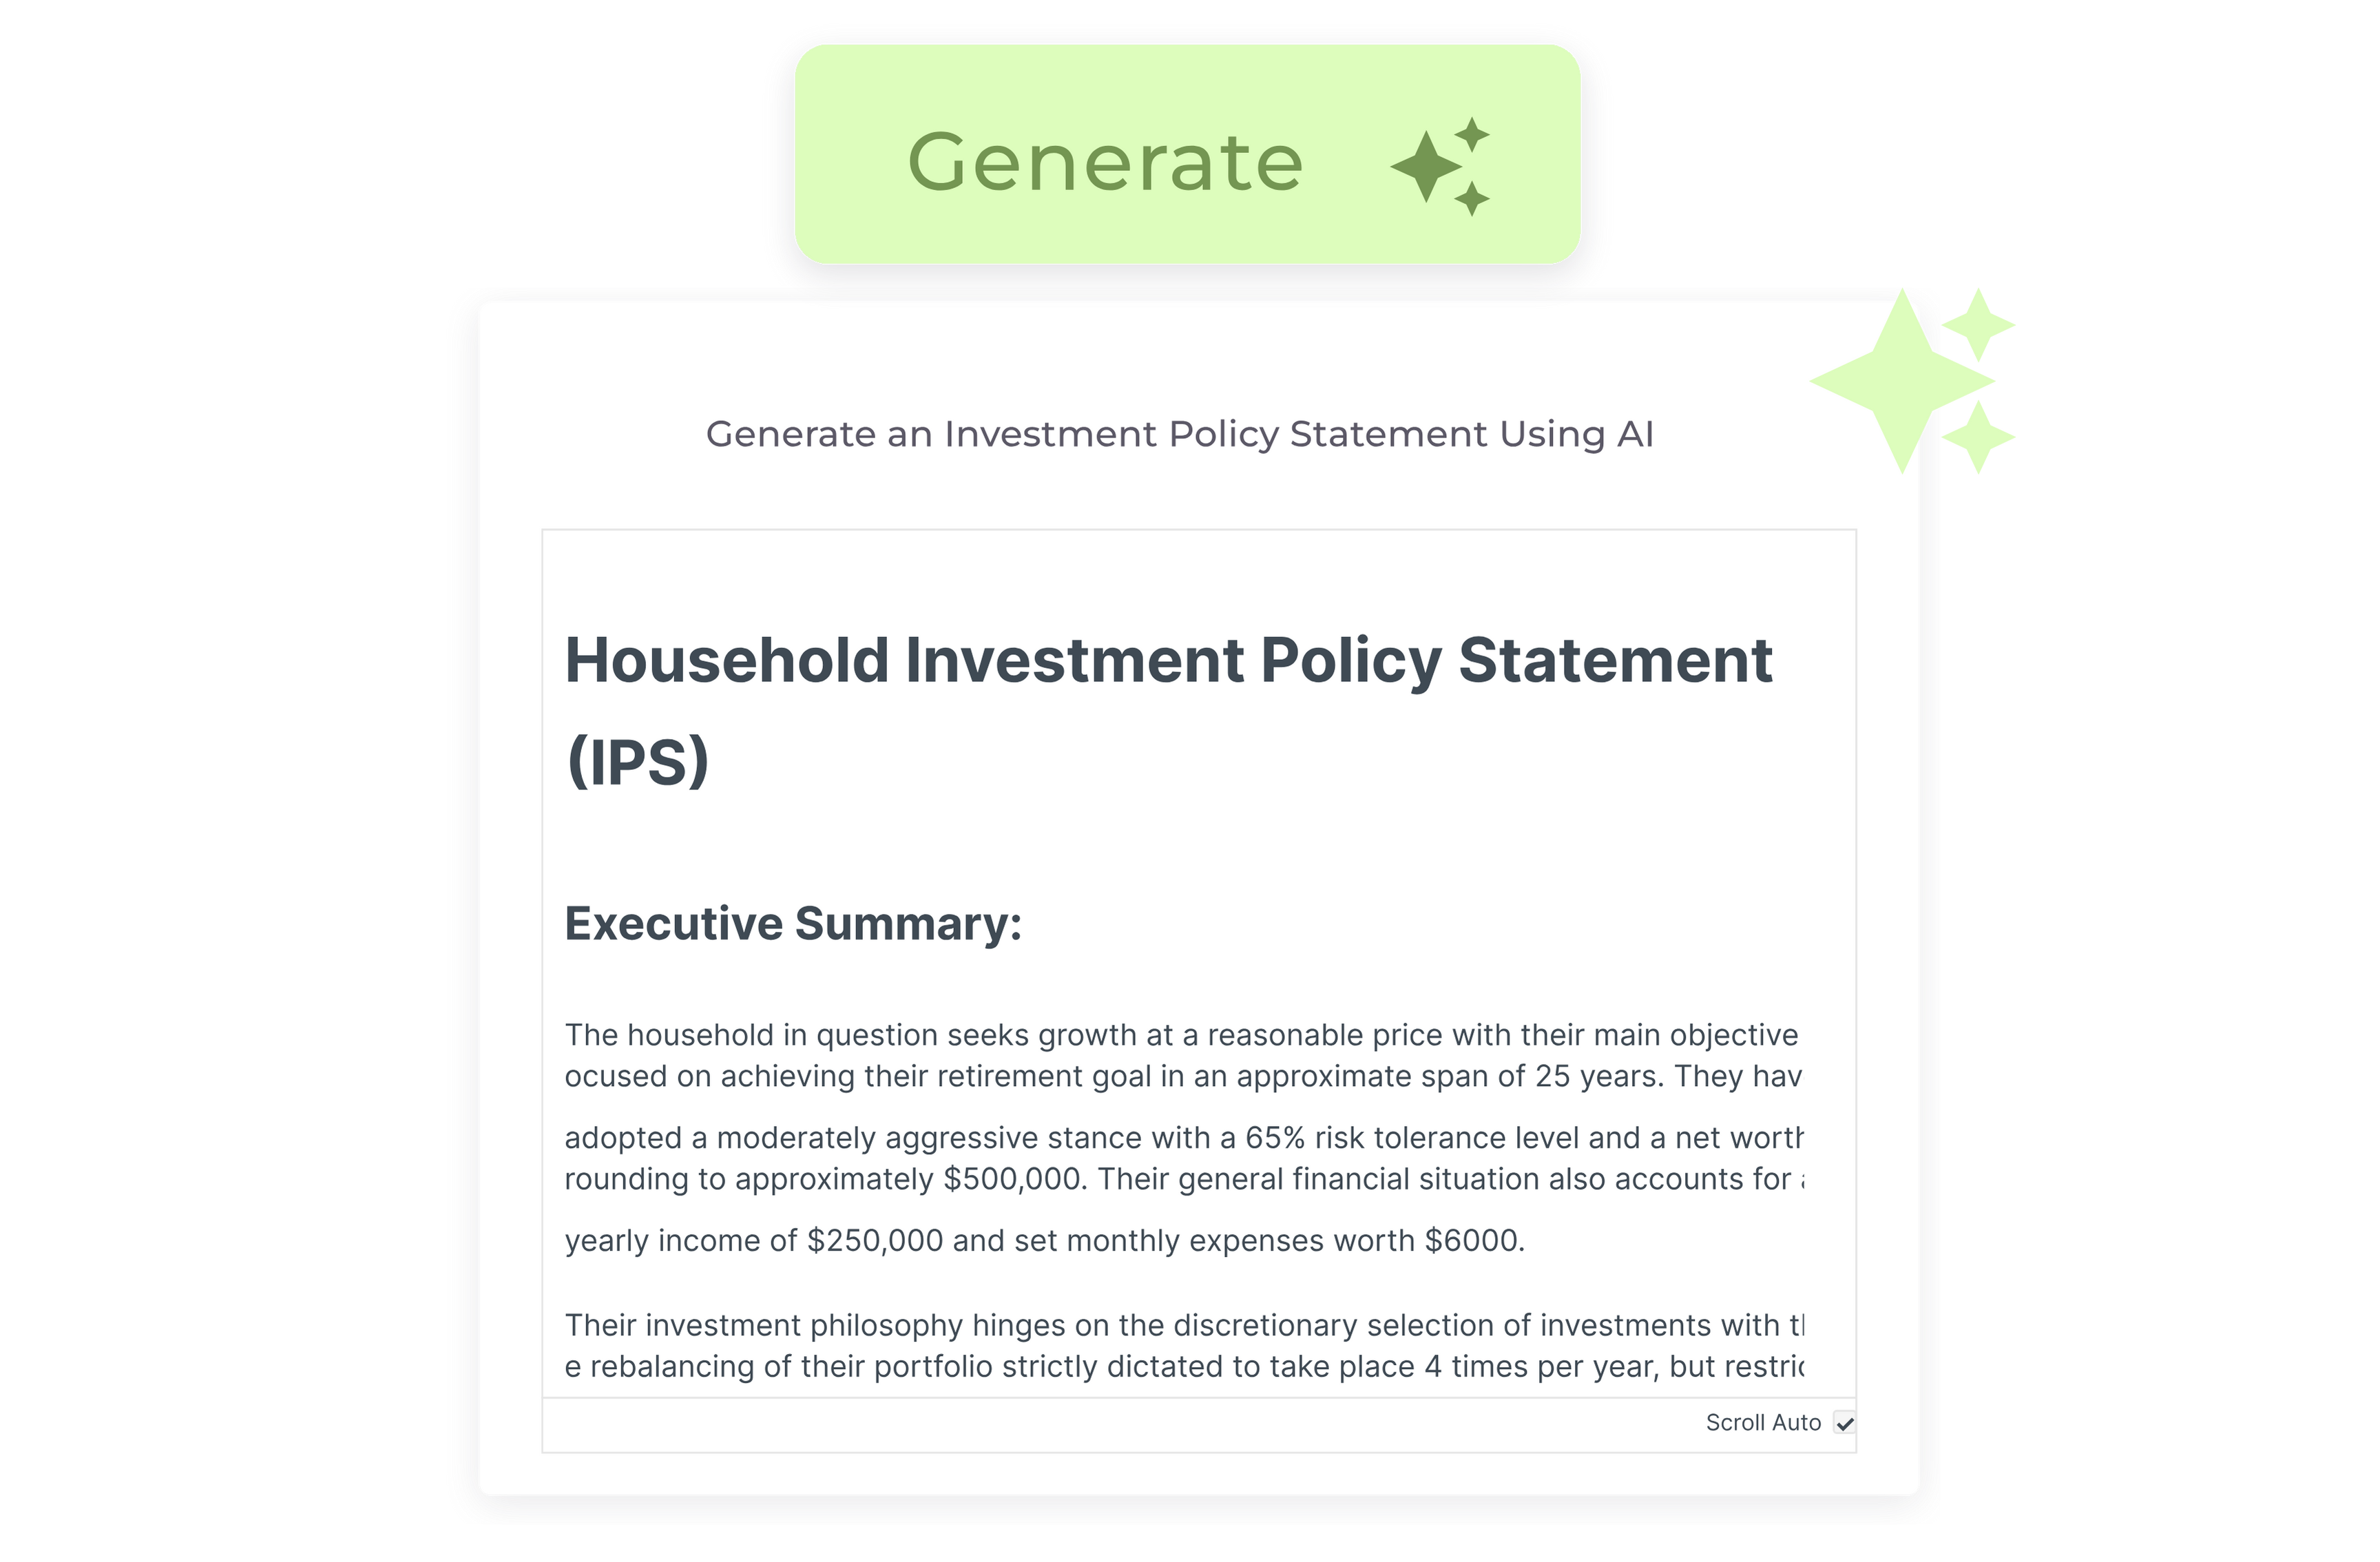 Generate
Generate an Investment Policy Statement Using AI
Household Investment Policy Statement
(IPS)
Executive Summary:
The household in question seeks growth at a reasonable price with their main objective
ocused on achieving their retirement goal in an approximate span of 25 years. They hav
adopted a moderately aggressive stance with a 65% risk tolerance level and a net worth
rounding to approximately $500,000. Their general financial situation also accounts for
yearly income of $250,000 and set monthly expenses worth $6000.
Their investment philosophy hinges on the discretionary selection of investments with
e rebalancing of their portfolio strictly dictated to take place 4 times per year, but
Scroll Auto